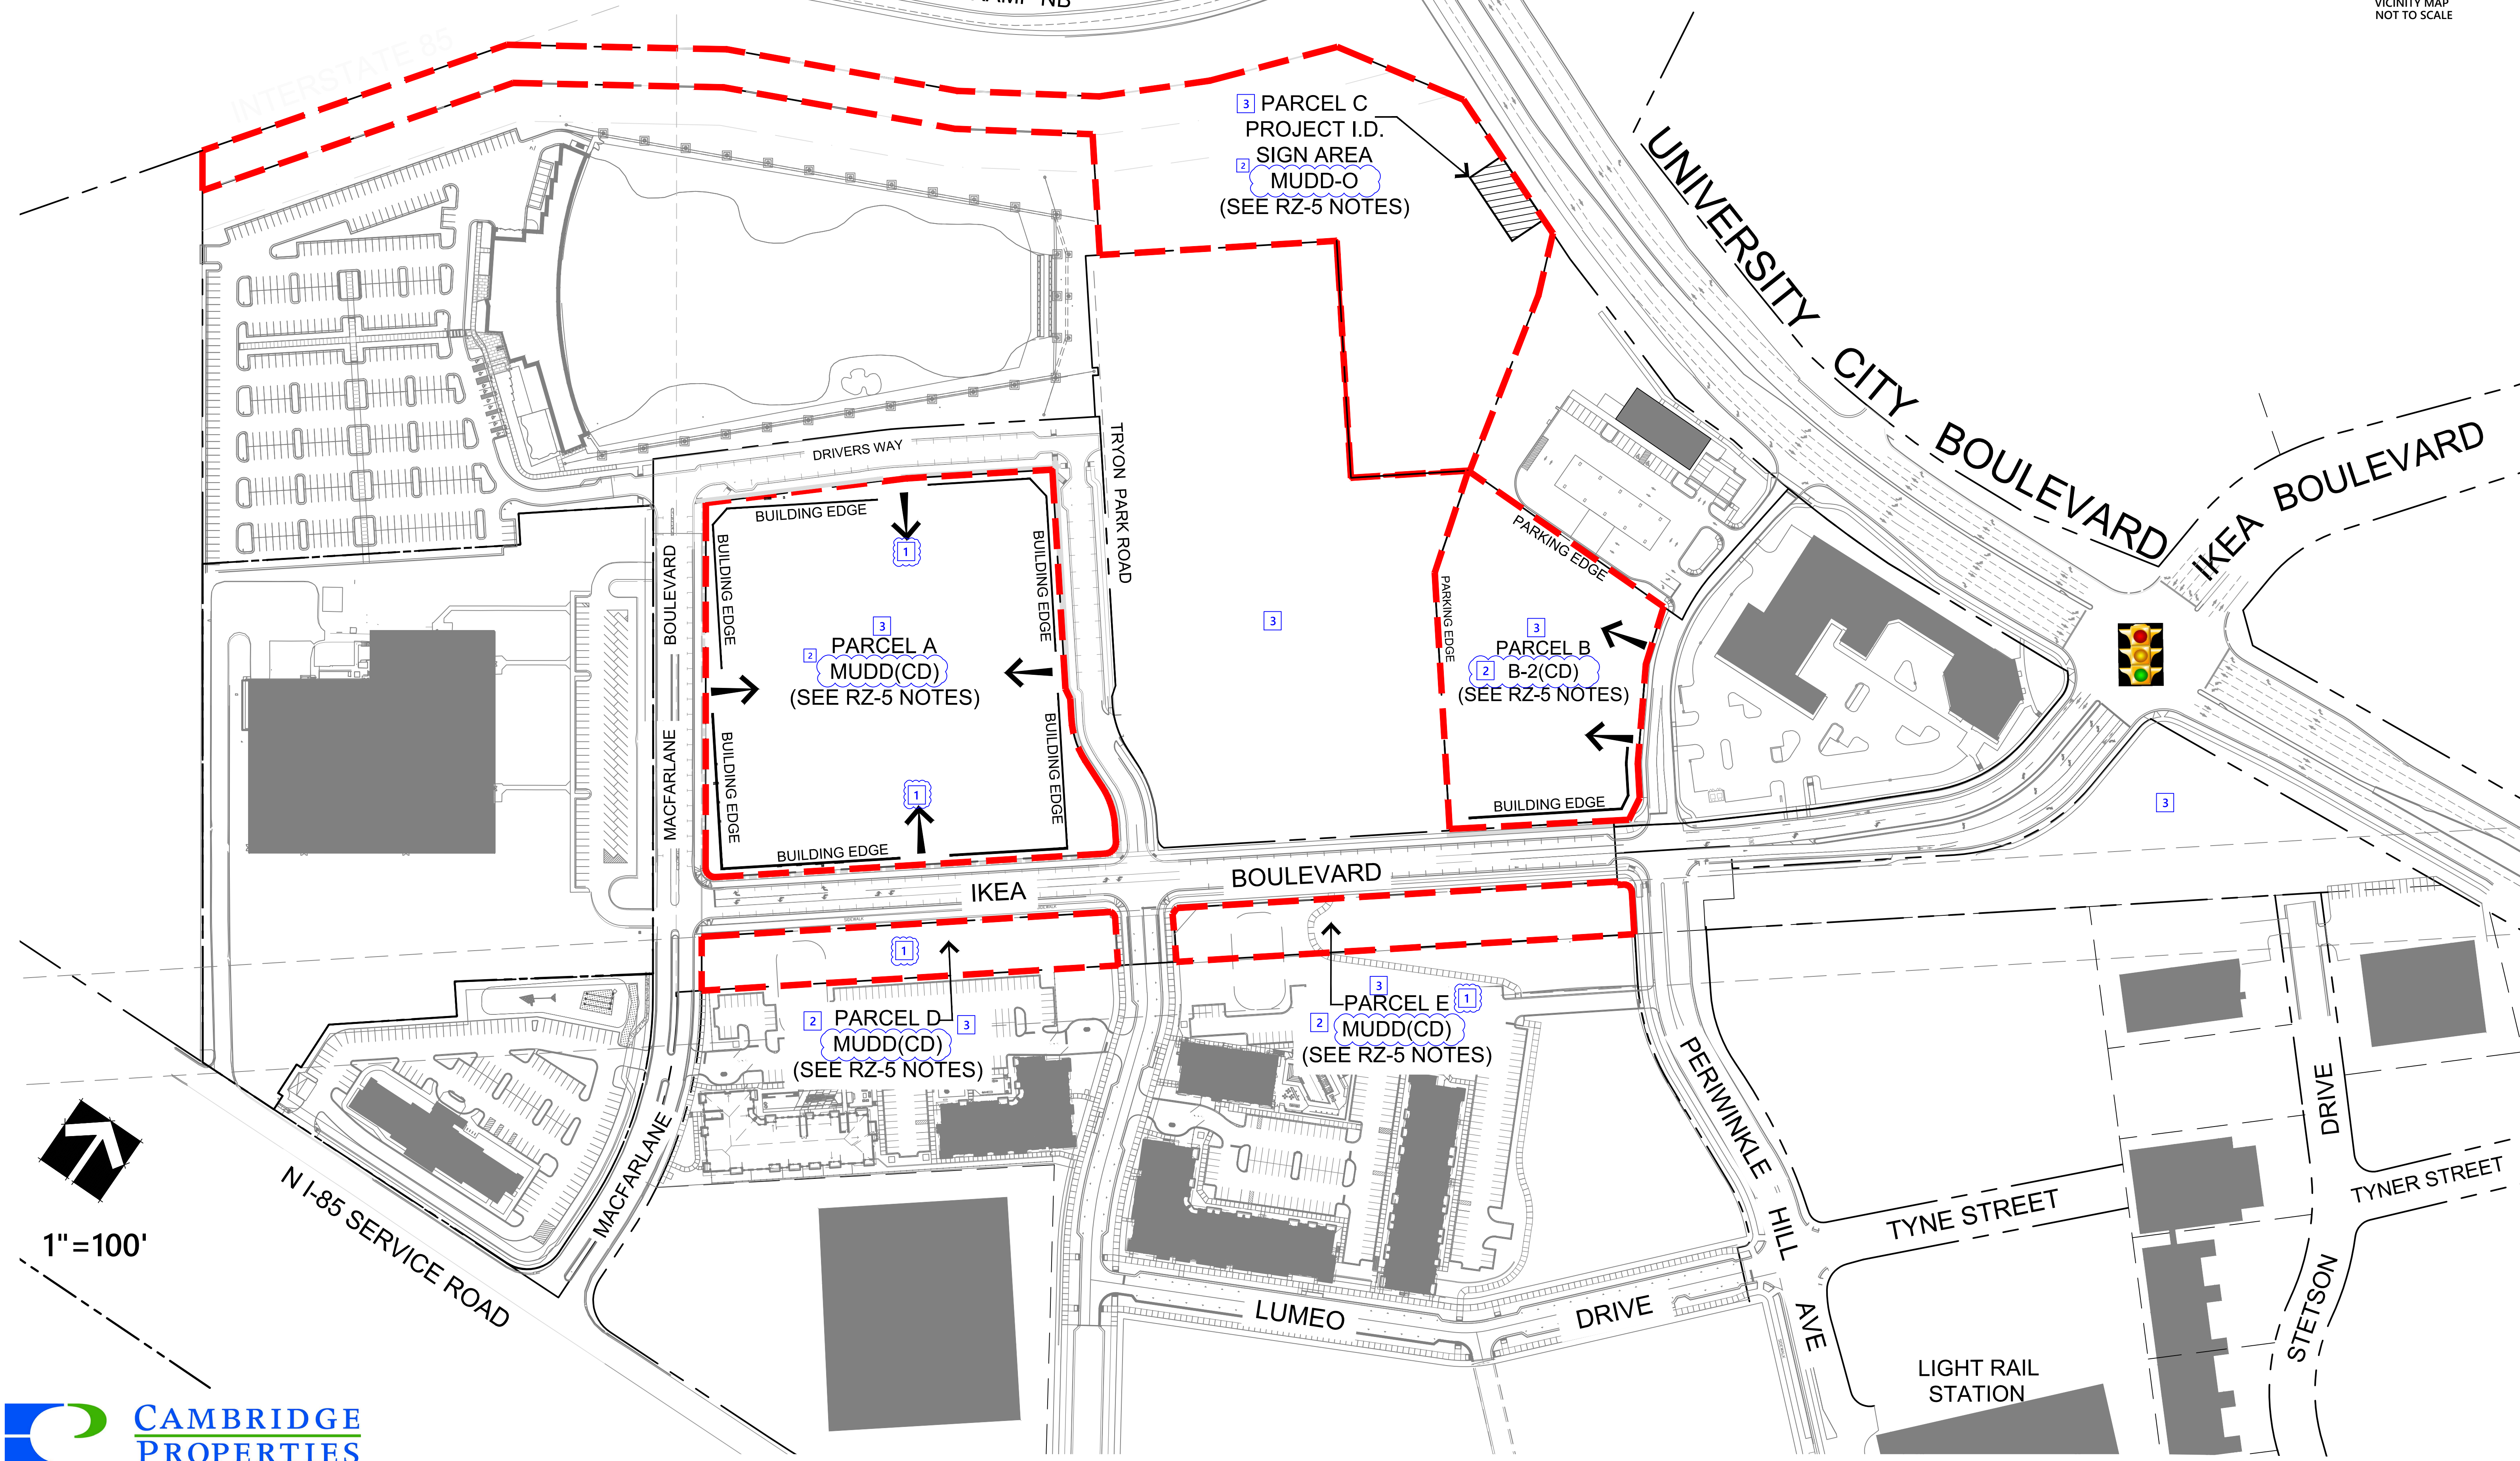 RAMP NB
VICINITY MAP
NOT TO SCALE
INTERSTATE 85
3 PARCEL C
PROJECT I.D.
SIGN AREA
2 MUDD-O
(SEE RZ-5 NOTES)
UNIVERSITY CITY BOULEVARD
IKEA BOULEVARD
DRIVERS WAY
TRYON PARK ROAD
BUILDING EDGE
BUILDING EDGE
BUILDING EDGE
1
PARKING EDGE
PARKING EDGE
MACFARLANE BOULEVARD
3
PARCEL A
2 MUDD(CD)
(SEE RZ-5 NOTES)
3
3
PARCEL B
2 B-2(CD)
(SEE RZ-5 NOTES)
BUILDING EDGE
BUILDING EDGE
1
BUILDING EDGE
BUILDING EDGE
3
IKEA BOULEVARD
SIDEWALK
SIDEWALK
1
2 PARCEL D 3
MUDD(CD)
(SEE RZ-5 NOTES)
3
PARCEL E 1
2 MUDD(CD)
(SEE RZ-5 NOTES)
MACFARLANE
PERIWINKLE HILL AVE
N I-85 SERVICE ROAD
1"=100'
TYNE STREET
TYNER STREET
STETSON DRIVE
LUMEO DRIVE
LIGHT RAIL
STATION
CAMBRIDGE
PROPERTIES